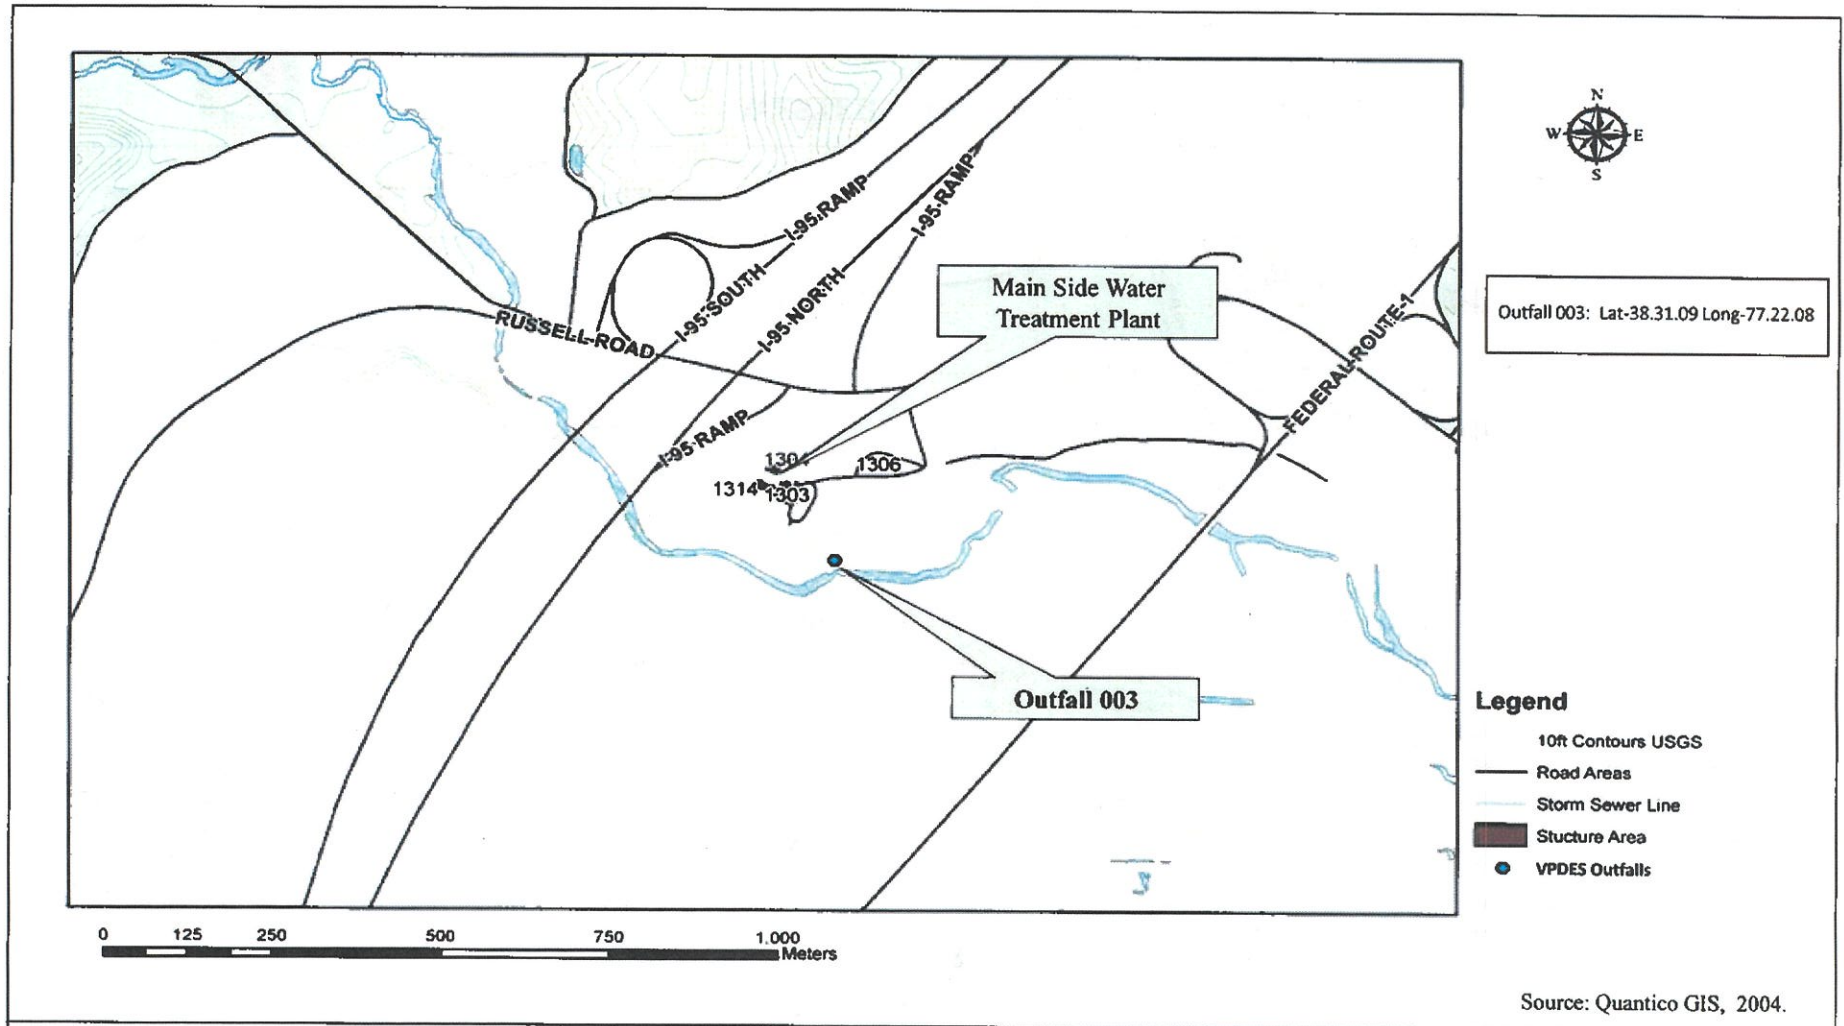 N
W E
S
I-95 RAMP
I-95 RAMP
I-95 SOUTH
I-95 NORTH
RUSSELL ROAD
Main Side Water
Treatment Plant
FEDERAL ROUTE 1
Outfall 003: Lat-38.31.09 Long-77.22.08
I-95 RAMP
1304
1306
1314
1303
Outfall 003
Legend
10ft Contours USGS
Road Areas
Storm Sewer Line
Stucture Area
VPDES Outfalls
0 125 250 500 750 1.000
Meters
Source: Quantico GIS, 2004.